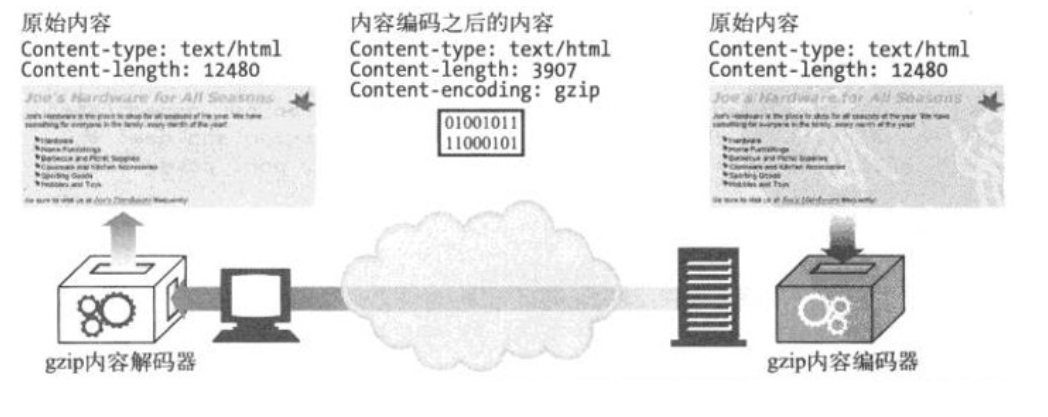 原始内容
Content-type: text/html
Content-length: 12480
Joe's Hardware for All Seasons
Joe's Hardware is the place to shop for all seasons of the year. We have
something for everyone in the family, every month of the year!
Hardware
Home Furnishings
Barbecue and Picnic Supplies
Cookware and Kitchen Accessories
Sporting Goods
Hobbies and Toys
Be sure to visit us at Joe's Hardware frequently!
gzip内容解码器
内容编码之后的内容
Content-type: text/html
Content-length: 3907
Content-encoding: gzip
01001011
11000101
原始内容
Content-type: text/html
Content-length: 12480
Joe's Hardware for All Seasons
Joe's Hardware is the place to shop for all seasons of the year. We have
something for everyone in the family, every month of the year!
Hardware
Home Furnishings
Barbecue and Picnic Supplies
Cookware and Kitchen Accessories
Sporting Goods
Hobbies and Toys
Be sure to visit us at Joe's Hardware frequently!
gzip内容编码器